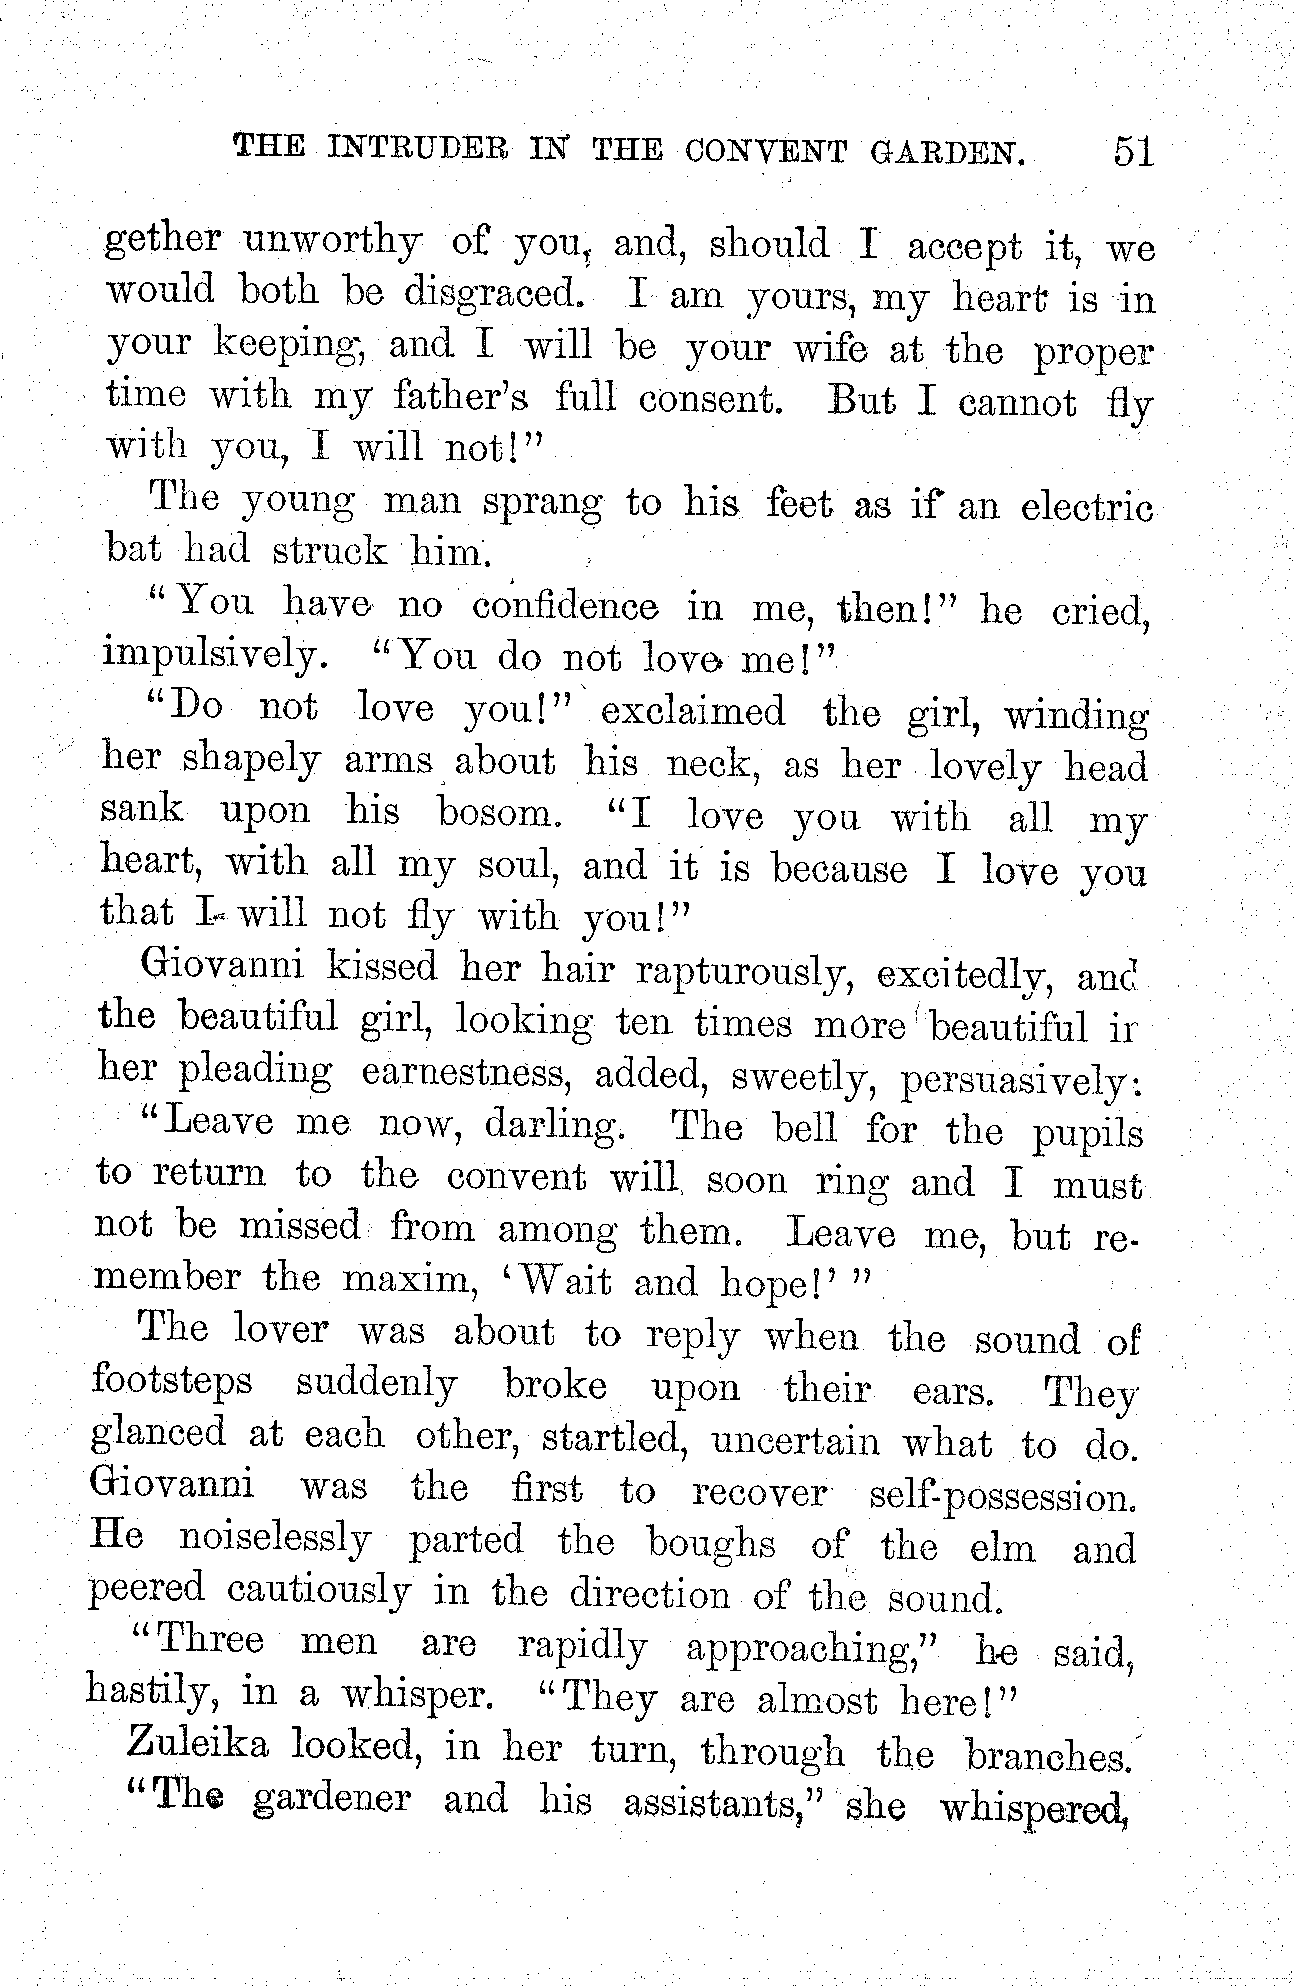 THE INTRUDER IN THE CONVENT GARDEN. 51
gether unworthy of you, and, should I accept it, we
would both be disgraced. I am yours, my heart is in
your keeping, and I will be your wife at the proper
time with my father's full consent. But I cannot fly
with you, I will not!"
The young man sprang to his feet as if an electric
bat had struck him.
"You have no confidence in me, then!" he cried,
impulsively. "You do not love me!"
"Do not love you!" exclaimed the girl, winding
her shapely arms about his neck, as her lovely head
sank upon his bosom. "I love you with all my
heart, with all my soul, and it is because I love you
that I will not fly with you!"
Giovanni kissed her hair rapturously, excitedly, and
the beautiful girl, looking ten times more beautiful in
her pleading earnestness, added, sweetly, persuasively:
"Leave me now, darling. The bell for the pupils
to return to the convent will soon ring and I must
not be missed from among them. Leave me, but re-
member the maxim, 'Wait and hope!' "
The lover was about to reply when the sound of
footsteps suddenly broke upon their ears. They
glanced at each other, startled, uncertain what to do.
Giovanni was the first to recover self-possession.
He noiselessly parted the boughs of the elm and
peered cautiously in the direction of the sound.
"Three men are rapidly approaching," he said,
hastily, in a whisper. "They are almost here!"
Zuleika looked, in her turn, through the branches.
"The gardener and his assistants," she whispered,